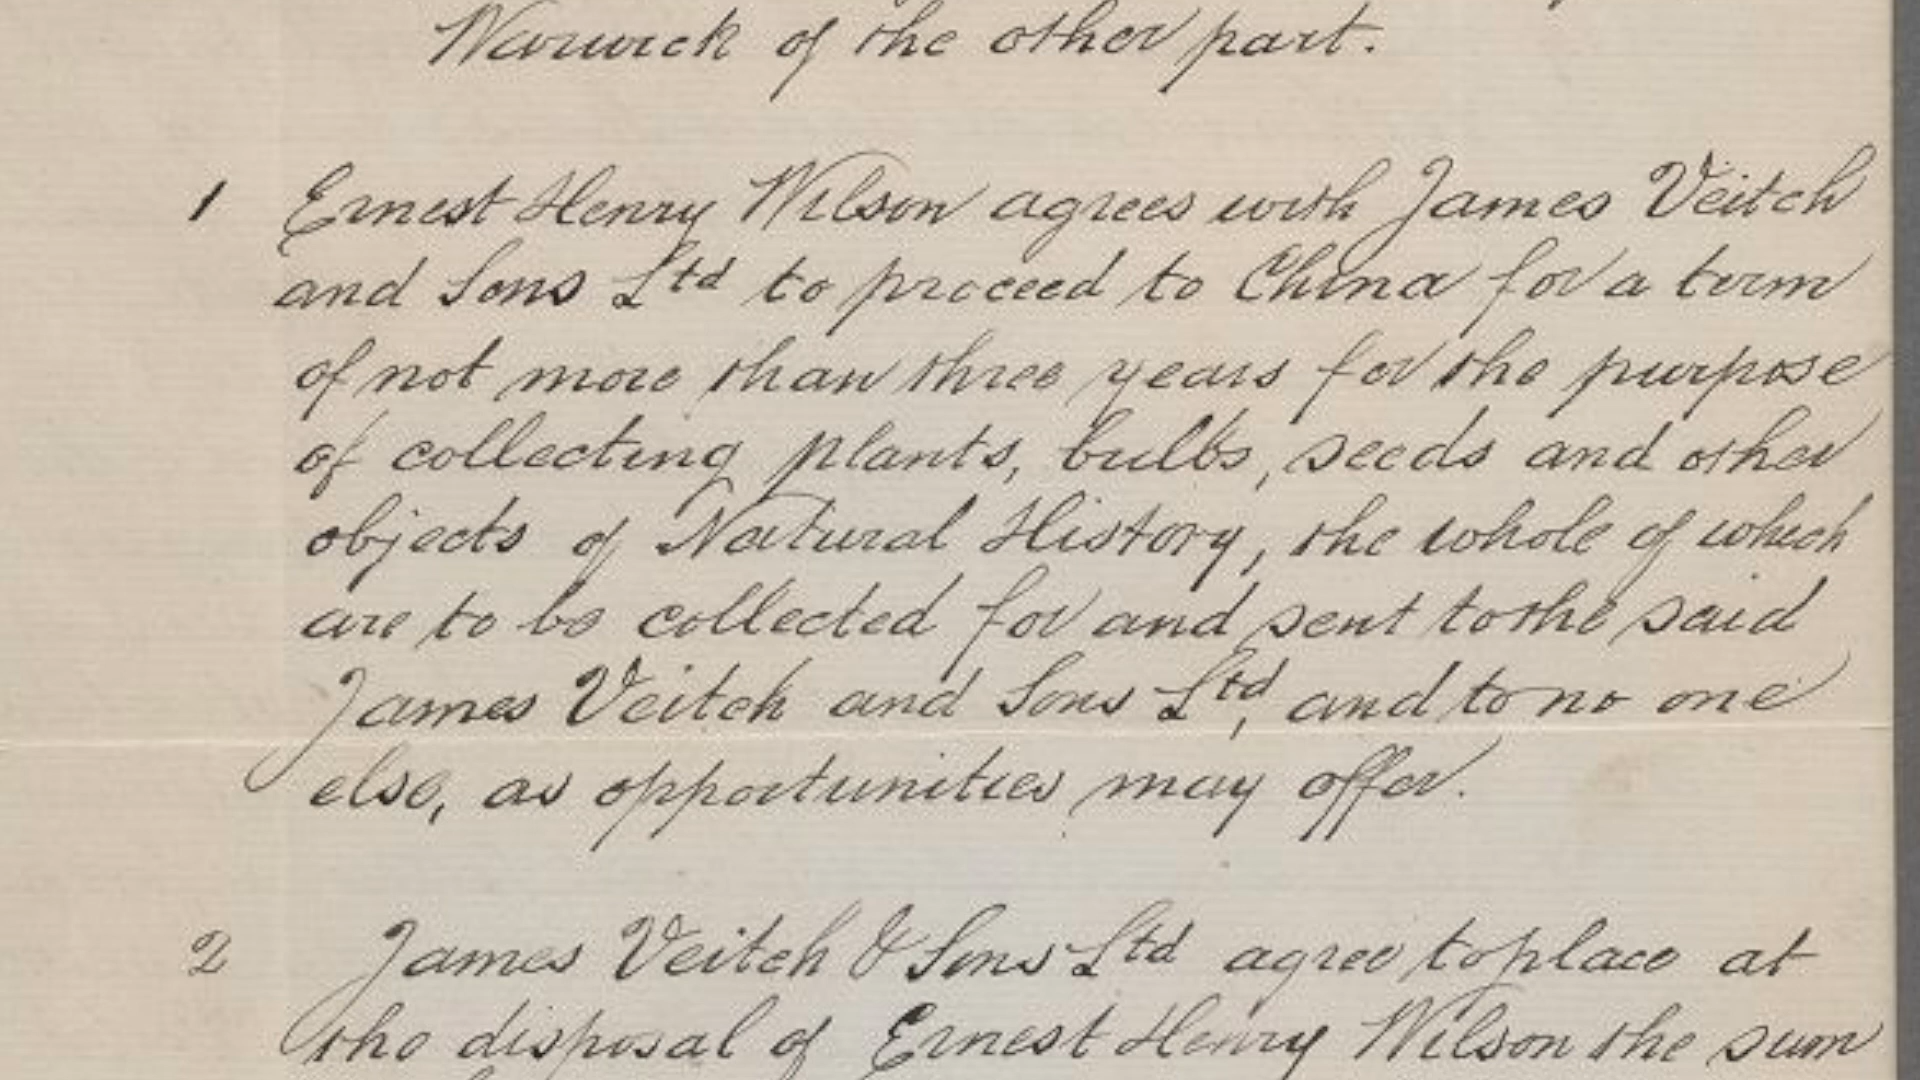 Warwick of the other part.
1 Ernest Henry Wilson agrees with James Veitch
and Sons Ltd to proceed to China for a term
of not more than three years for the purpose
of collecting plants, bulbs, seeds and other
objects of Natural History, the whole of which
are to be collected for and sent to the said
James Veitch and Sons Ltd, and to no one
else, as opportunities may offer.
2 James Veitch & Sons Ltd agree to place at
the disposal of Ernest Henry Wilson the sum